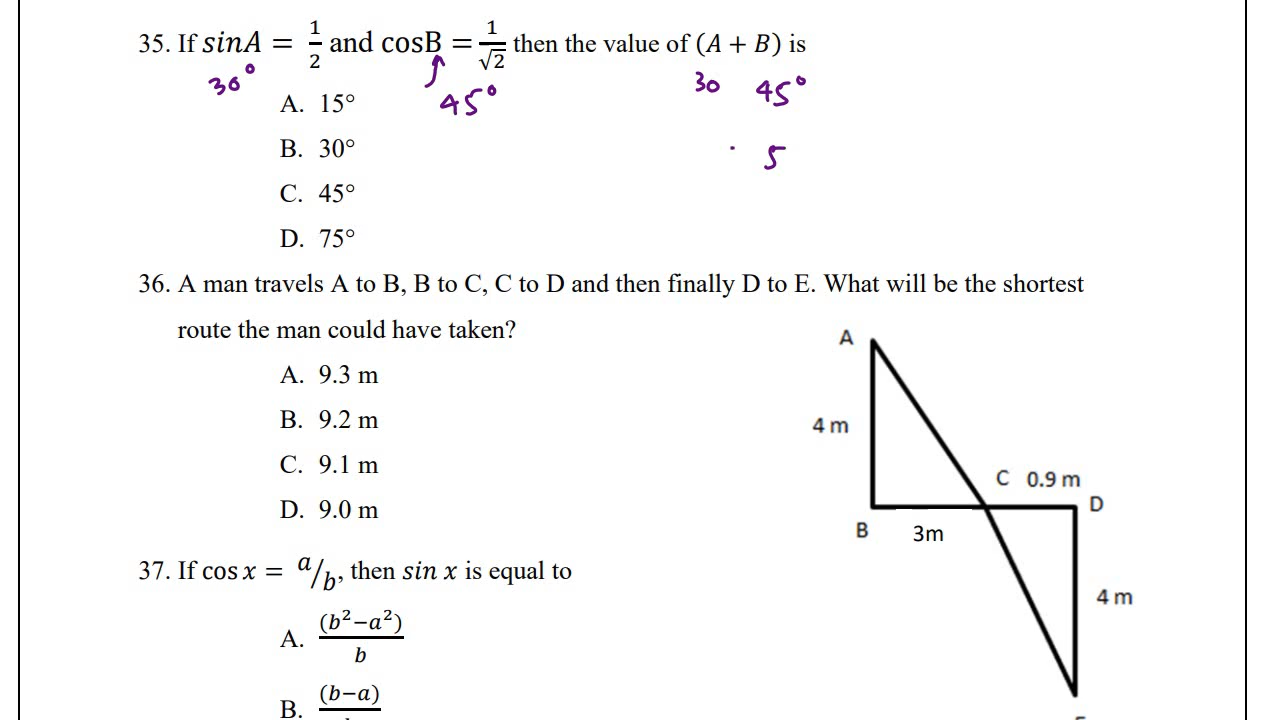 35. If sinA = 1/2 and cosB = 1/√2 then the value of (A + B) is
30° 45° 30 45°
A. 15°
5
B. 30°
C. 45°
D. 75°
36. A man travels A to B, B to C, C to D and then finally D to E. What will be the shortest
route the man could have taken?
A
A. 9.3 m
B. 9.2 m
4 m
C. 9.1 m
C 0.9 m
D. 9.0 m
D
B 3m
37. If cos x = a/b, then sin x is equal to
4 m
A. (b²−a²)/b
B. (b−a)